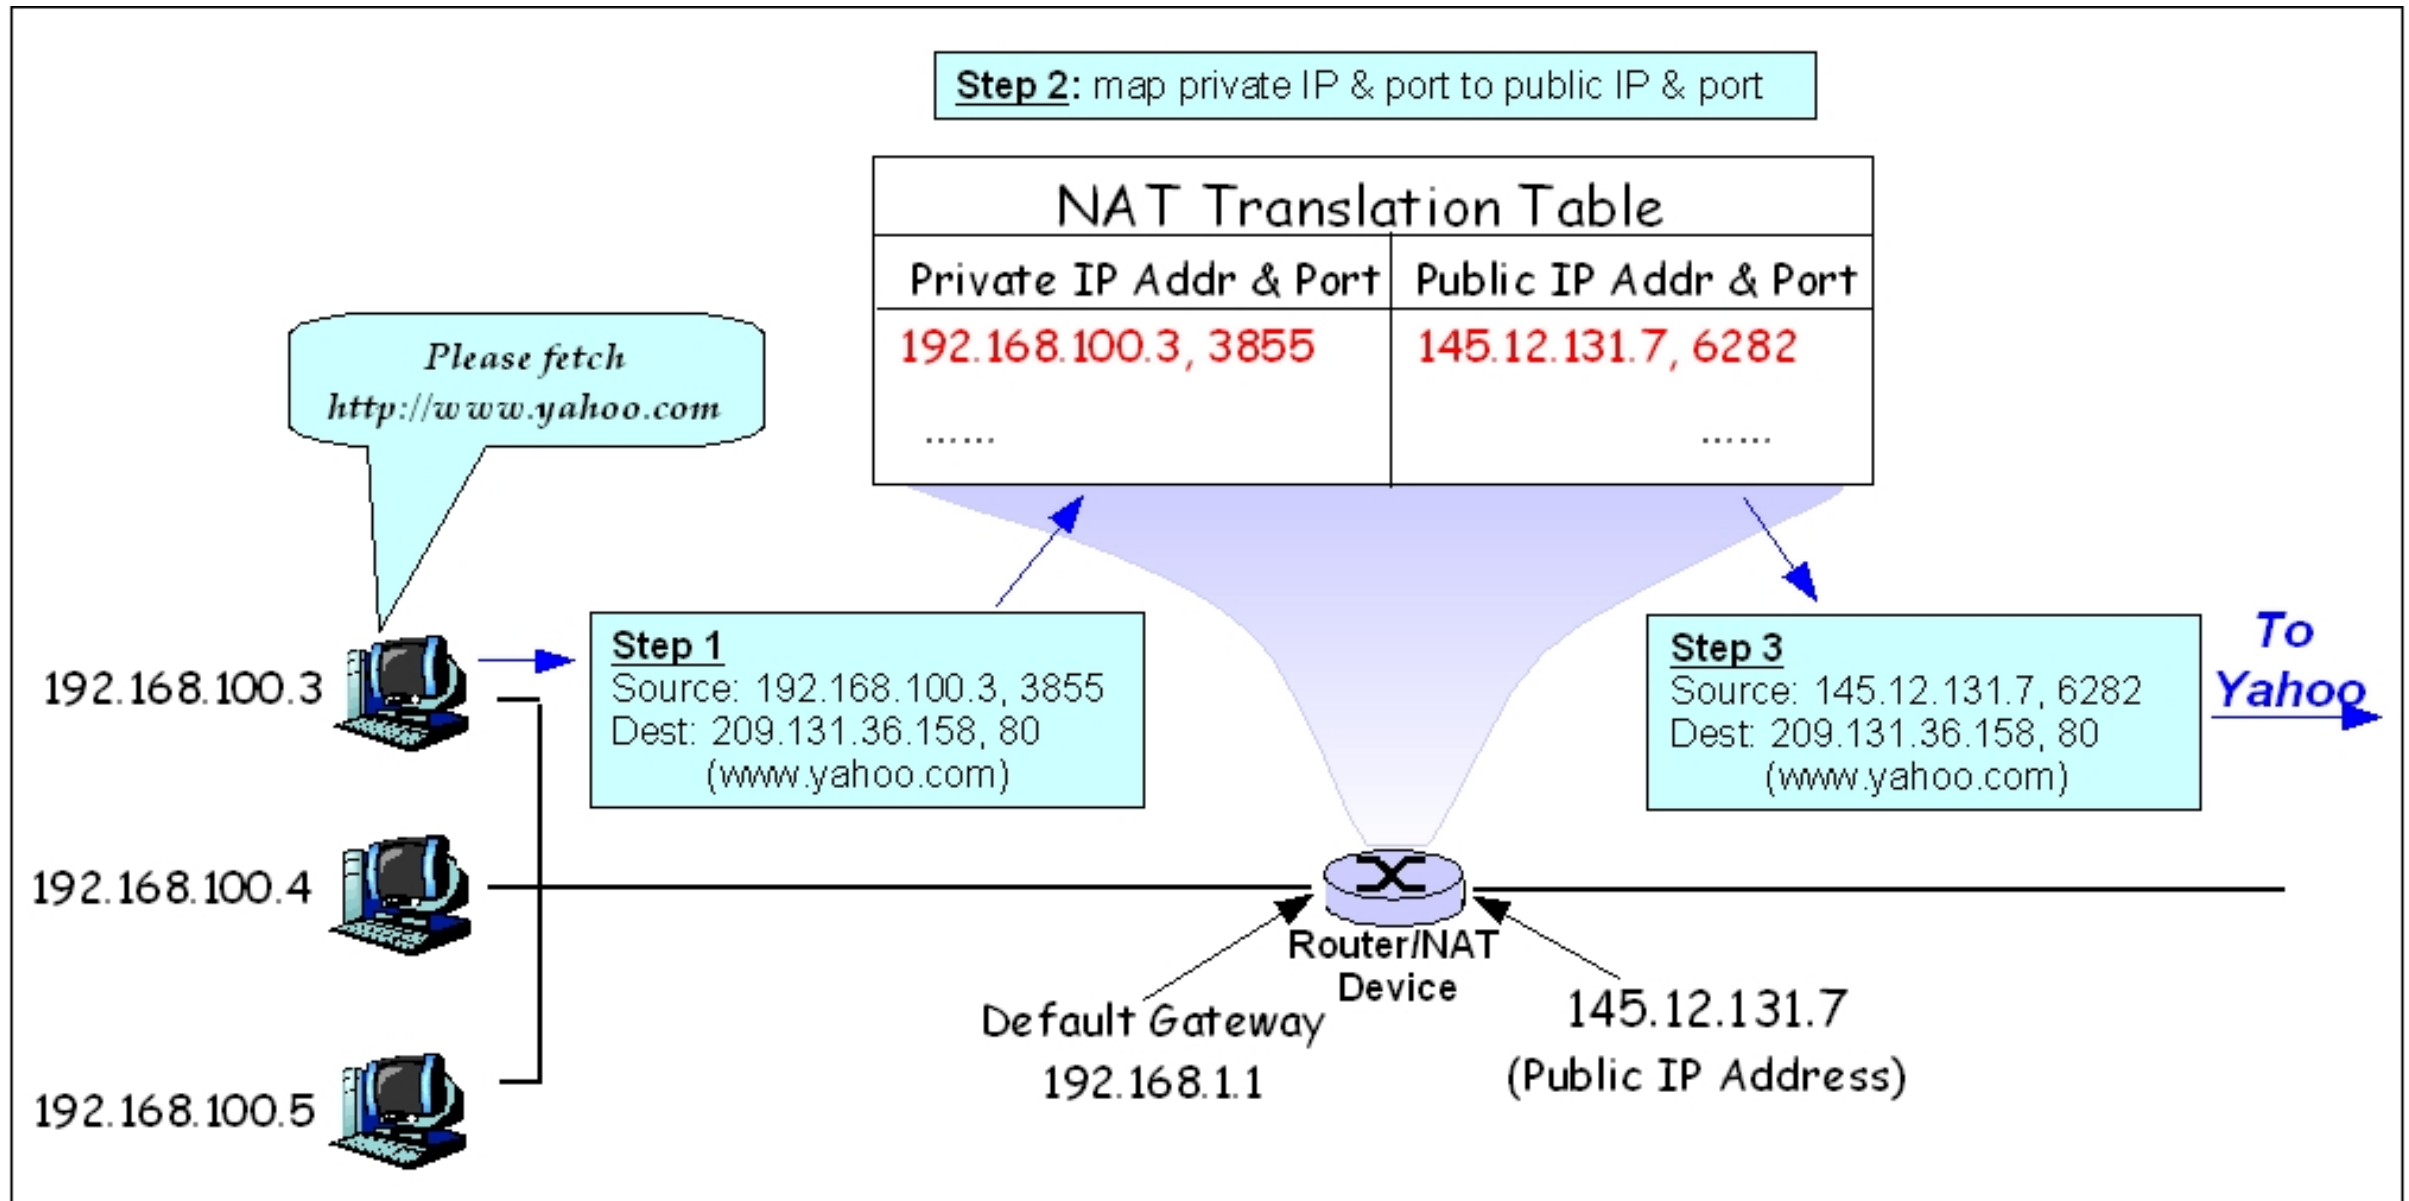 Step 2: map private IP & port to public IP & port
NAT Translation Table
Private IP Addr & Port
Public IP Addr & Port
192.168.100.3, 3855
145.12.131.7, 6282
......
......
Please fetch
http://www.yahoo.com
192.168.100.3
Step 1
Source: 192.168.100.3, 3855
Dest: 209.131.36.158, 80
(www.yahoo.com)
Step 3
Source: 145.12.131.7, 6282
Dest: 209.131.36.158, 80
(www.yahoo.com)
To
Yahoo
192.168.100.4
Router/NAT
Device
Default Gateway
192.168.1.1
145.12.131.7
(Public IP Address)
192.168.100.5